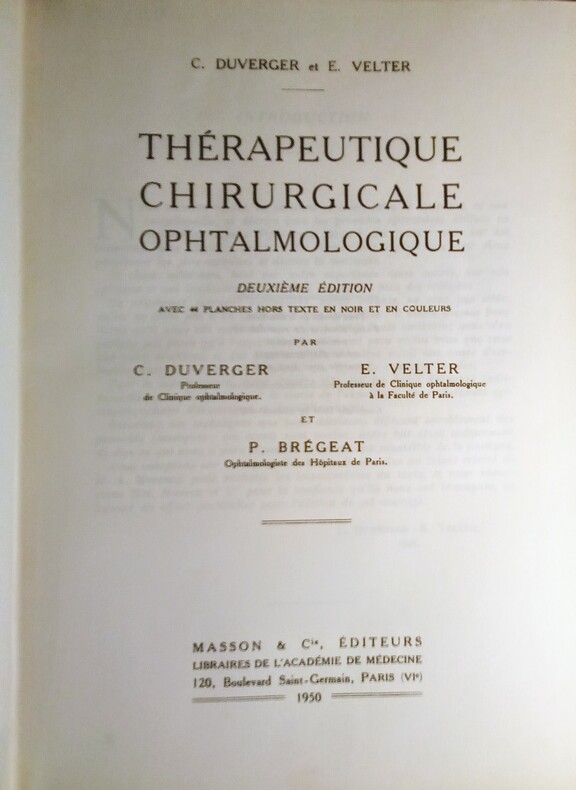 C. DUVERGER et E. VELTER
THÉRAPEUTIQUE
CHIRURGICALE
OPHTALMOLOGIQUE
DEUXIÈME ÉDITION
AVEC PLANCHES HORS TEXTE EN NOIR ET EN COULEURS
PAR
C. DUVERGER
Professeur
de Clinique ophtalmologique.
E. VELTER
Professeur de Clinique ophtalmologique
à la Faculté de Paris.
ET
P. BRÉGEAT
Ophtalmologiste des Hôpitaux de Paris.
MASSON & Cie, ÉDITEURS
LIBRAIRES DE L'ACADÉMIE DE MÉDECINE
120, Boulevard Saint-Germain, PARIS (VIe)
1950